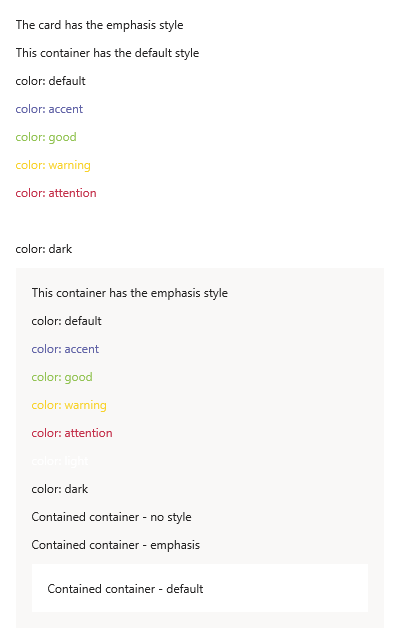 The card has the emphasis style
This container has the default style
color: default
color: accent
color: good
color: warning
color: attention
color: dark
This container has the emphasis style
color: default
color: accent
color: good
color: warning
color: attention
color: light
color: dark
Contained container - no style
Contained container - emphasis
Contained container - default